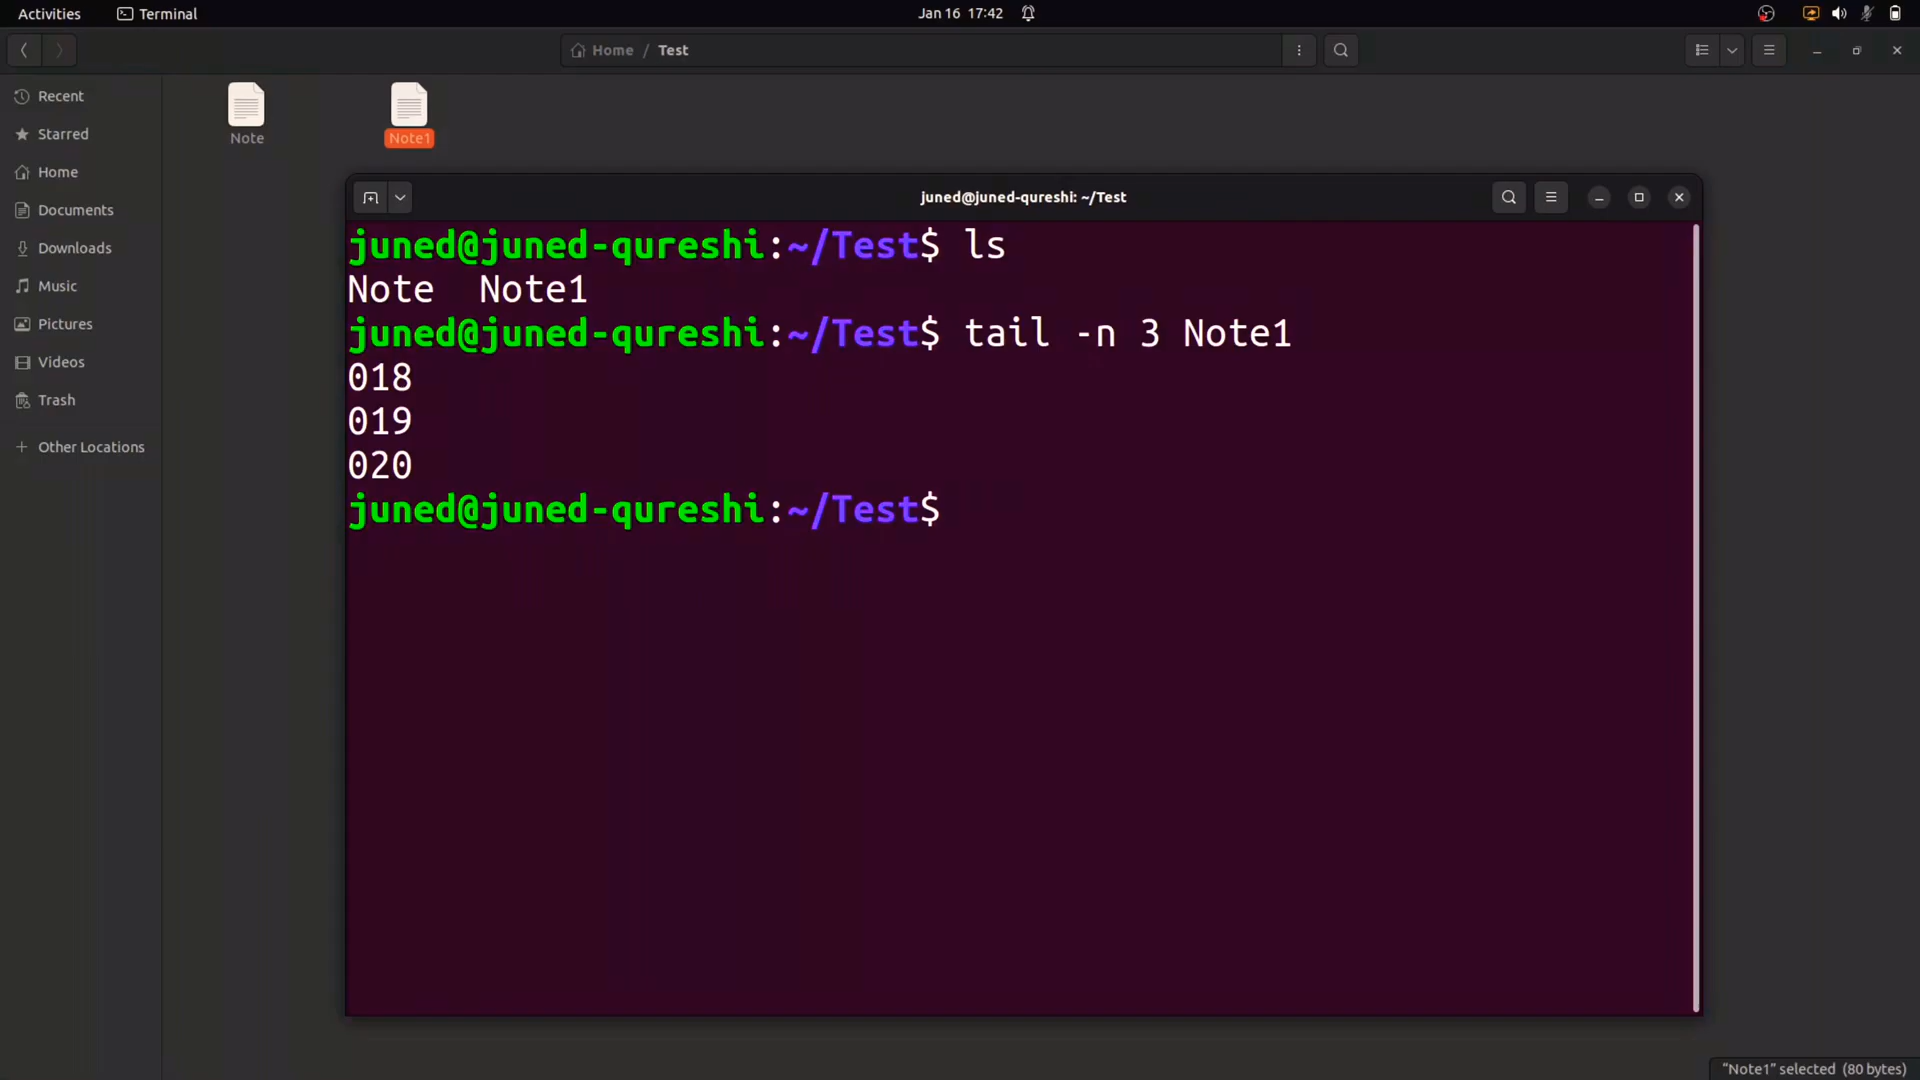 Activities Terminal Jan 16 17:42
Home / Test
Recent
Starred
Home
Documents
Downloads
Music
Pictures
Videos
Trash
Other Locations
Note Note1
juned@juned-qureshi: ~/Test
juned@juned-qureshi:~/Test$ ls
Note Note1
juned@juned-qureshi:~/Test$ tail -n 3 Note1
018
019
020
juned@juned-qureshi:~/Test$
"Note1" selected (80 bytes)